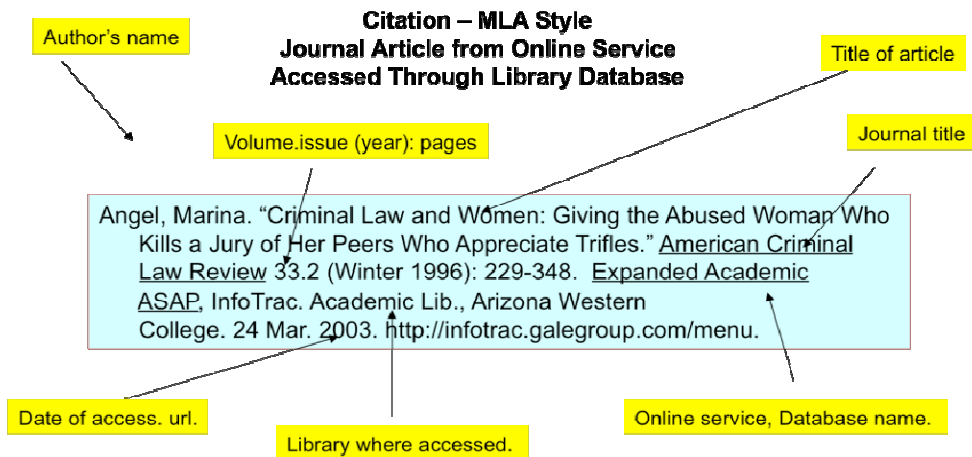 Citation – MLA Style
Journal Article from Online Service
Accessed Through Library Database
Author's name
Title of article
Volume.issue (year): pages
Journal title
Angel, Marina. “Criminal Law and Women: Giving the Abused Woman Who
Kills a Jury of Her Peers Who Appreciate Trifles.” American Criminal
Law Review 33.2 (Winter 1996): 229-348.  Expanded Academic
ASAP, InfoTrac. Academic Lib., Arizona Western
College. 24 Mar. 2003. http://infotrac.galegroup.com/menu.
Date of access. url.
Library where accessed.
Online service, Database name.